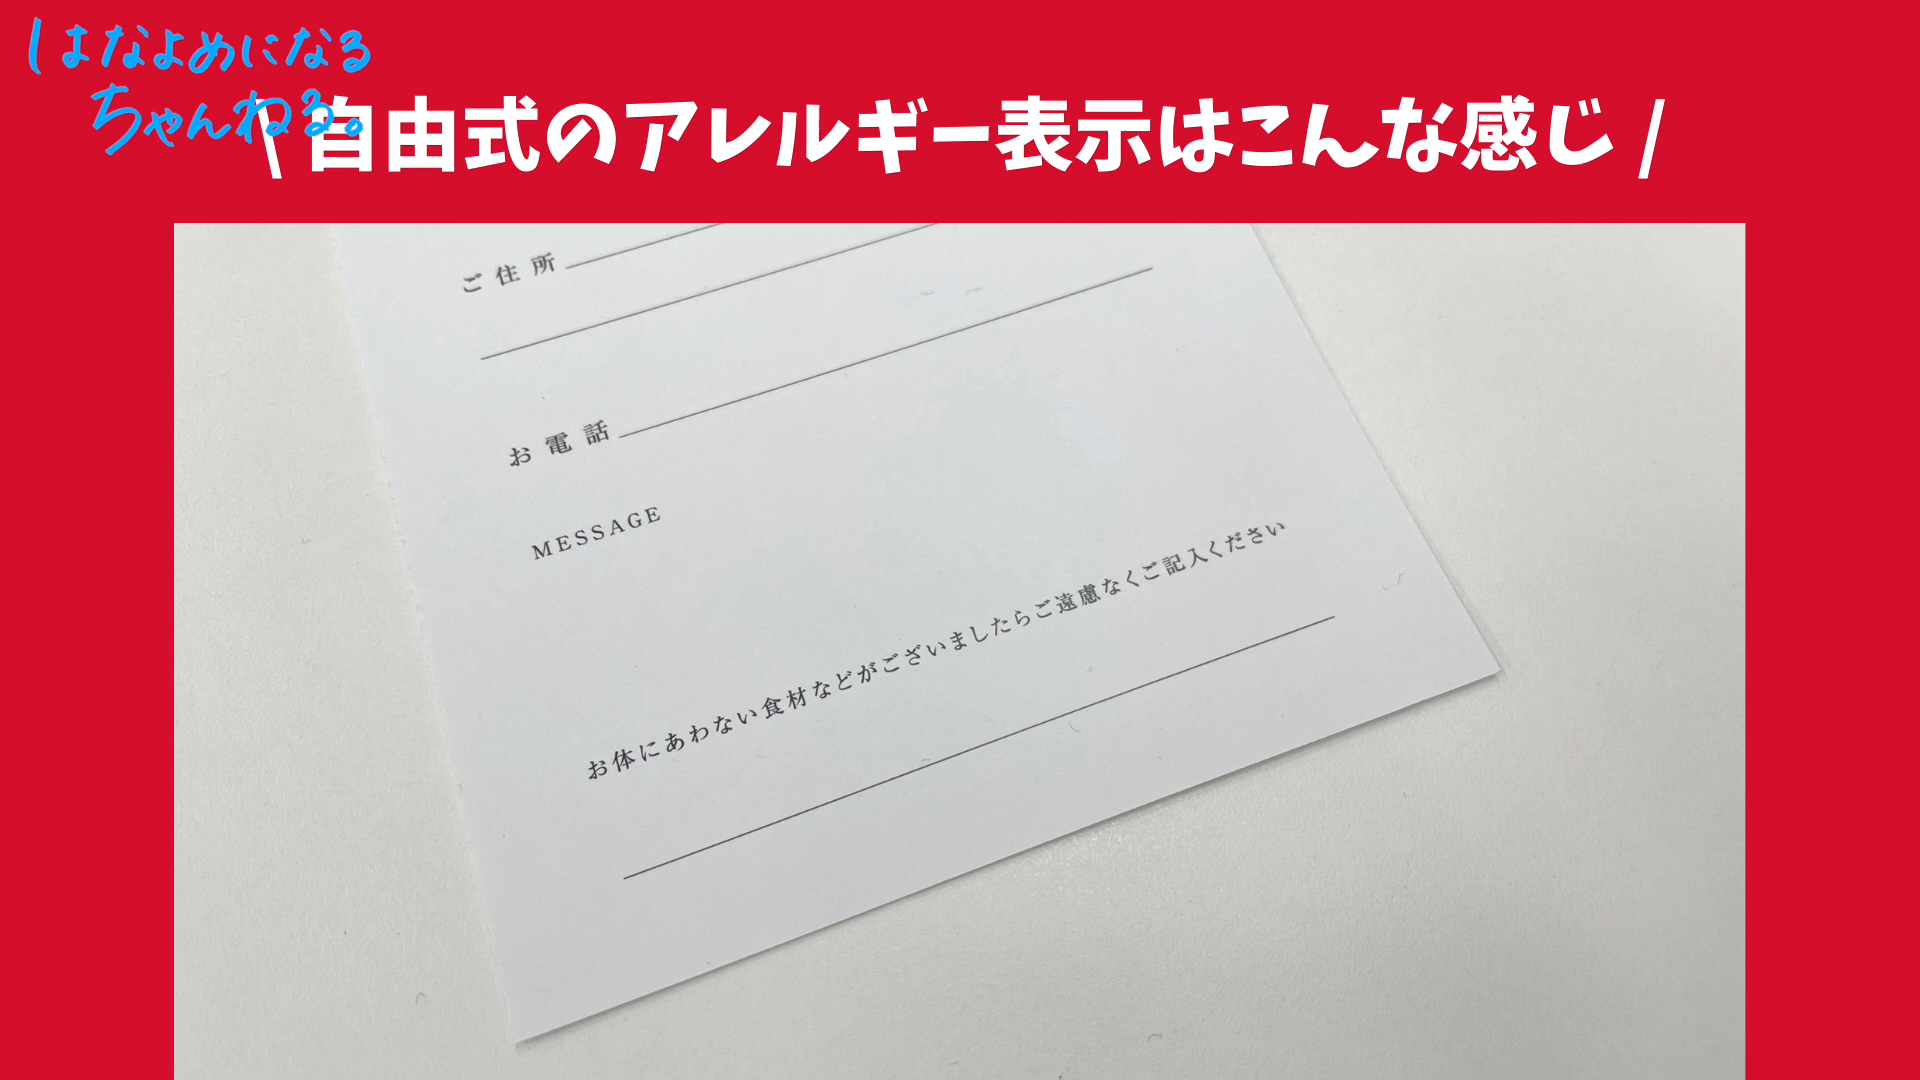 はなよめになる
ちゃんねる。
\ 自由式のアレルギー表示はこんな感じ /
ご住所
お電話
MESSAGE
お体にあわない食材などがございましたらご遠慮なくご記入ください